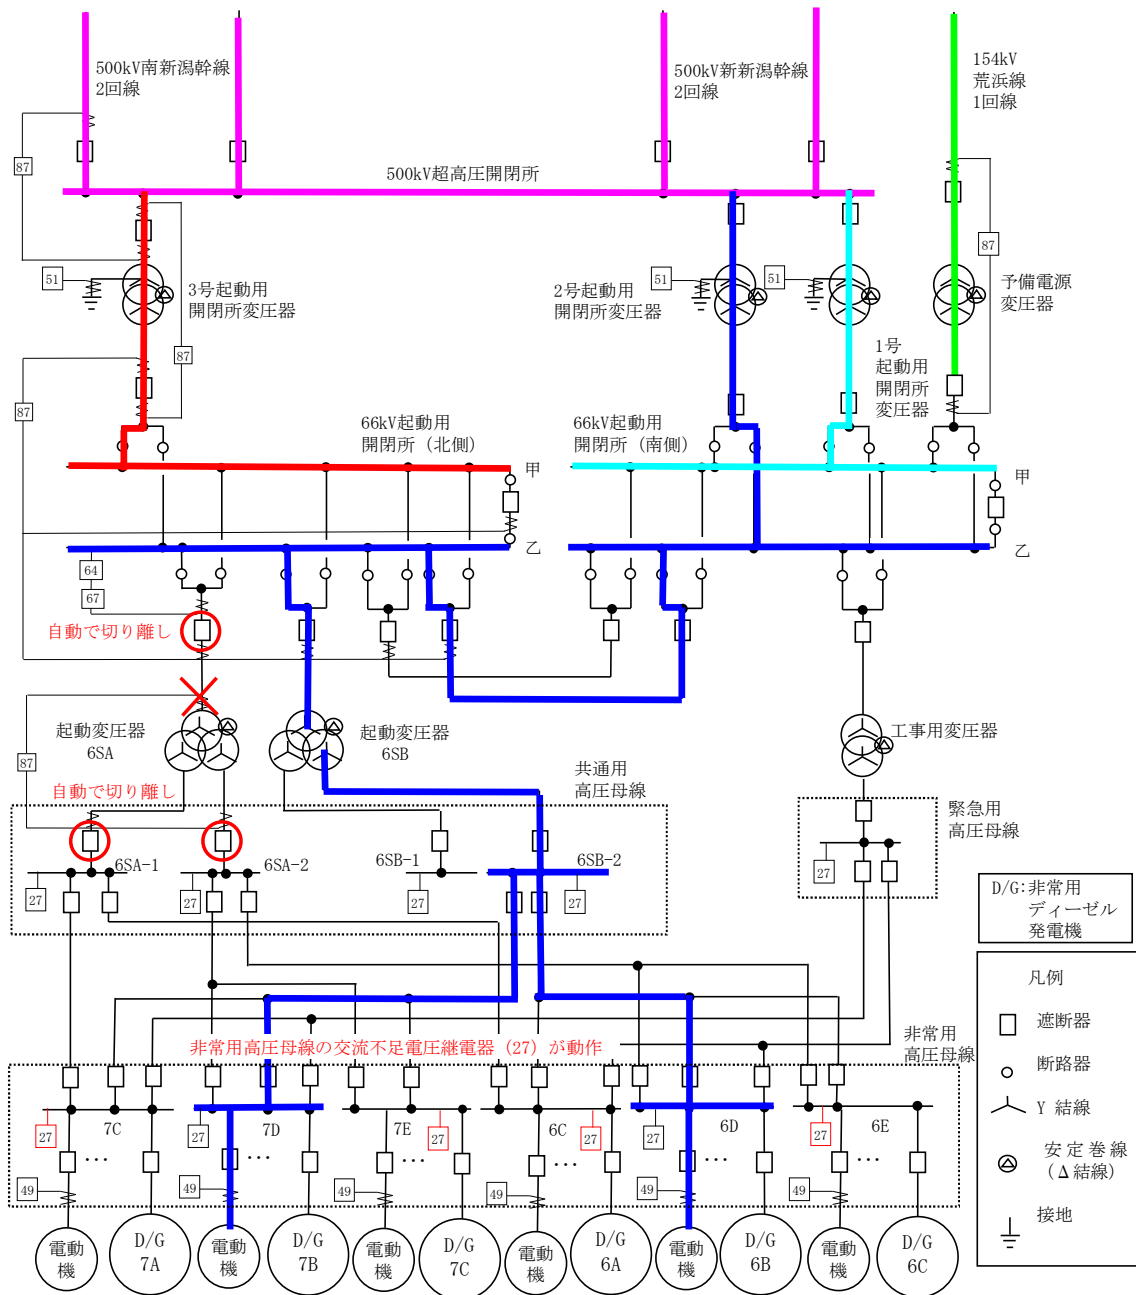 500kV南新潟幹線
2回線
500kV新新潟幹線
2回線
154kV
荒浜線
1回線
87
500kV超高圧開閉所
87
51
3号起動用
開閉所変圧器
51
2号起動用
開閉所変圧器
51
予備電源
変圧器
87
1号
起動用
開閉所
変圧器
87
66kV起動用
開閉所（北側）
66kV起動用
開閉所（南側）
甲
甲
乙
乙
64
67
自動で切り離し
起動変圧器
6SA
起動変圧器
6SB
工事用変圧器
87
自動で切り離し
共通用
高圧母線
緊急用
高圧母線
6SA-1
6SA-2
6SB-1
6SB-2
27
27
27
27
27
D/G:非常用
ディーゼル
発電機
凡例
遮断器
断路器
Y 結線
安定巻線
(Δ結線)
接地
非常用高圧母線の交流不足電圧継電器（27）が動作
非常用
高圧母線
7C
7D
7E
6C
6D
6E
27
27
27
27
27
27
…
…
…
…
…
…
49
49
49
49
49
49
電動
機
D/G
7A
電動
機
D/G
7B
電動
機
D/G
7C
電動
機
D/G
6A
電動
機
D/G
6B
電動
機
D/G
6C